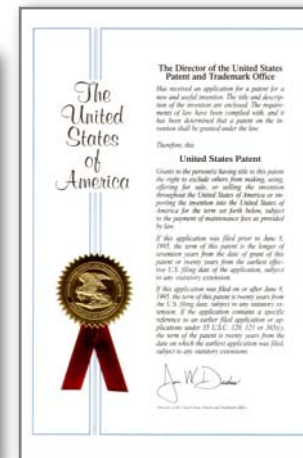 The
United
States
of
America
The Director of the United States
Patent and Trademark Office
Has received an application for a patent for a
new and useful invention. The title and descrip-
tion of the invention are enclosed. The require-
ments of law have been complied with, and it
has been determined that a patent on the in-
vention shall be granted under the law.
Therefore, this
United States Patent
Grants to the person(s) having title to this patent
the right to exclude others from making, using,
offering for sale, or selling the invention
throughout the United States of America or im-
porting the invention into the United States of
America for the term set forth below, subject
to the payment of maintenance fees as provided
by law.
If this application was filed prior to June 8,
1995, the term of this patent is the longer of
seventeen years from the date of grant of this
patent or twenty years from the earliest effec-
tive U.S. filing date of the application, subject
to any statutory extension.
If this application was filed on or after June 8,
1995, the term of this patent is twenty years from
the U.S. filing date, subject to any statutory ex-
tension. If the application contains a specific
reference to an earlier filed application or ap-
plications under 35 U.S.C. 120, 121 or 365(c),
the term of the patent is twenty years from the
date on which the earliest application was filed,
subject to any statutory extensions.
Director of the United States Patent and Trademark Office